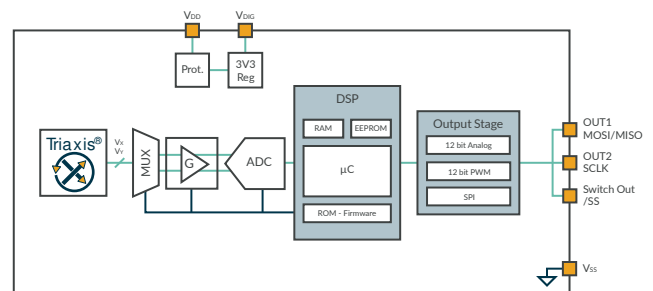 VDD
VDIG
Prot.
3V3
Reg
DSP
RAM
EEPROM
µC
ROM - Firmware
Output Stage
12 bit Analog
12 bit PWM
SPI
Triaxis®
VX
VY
MUX
G
ADC
OUT1
MOSI/MISO
OUT2
SCLK
Switch Out
/SS
VSS